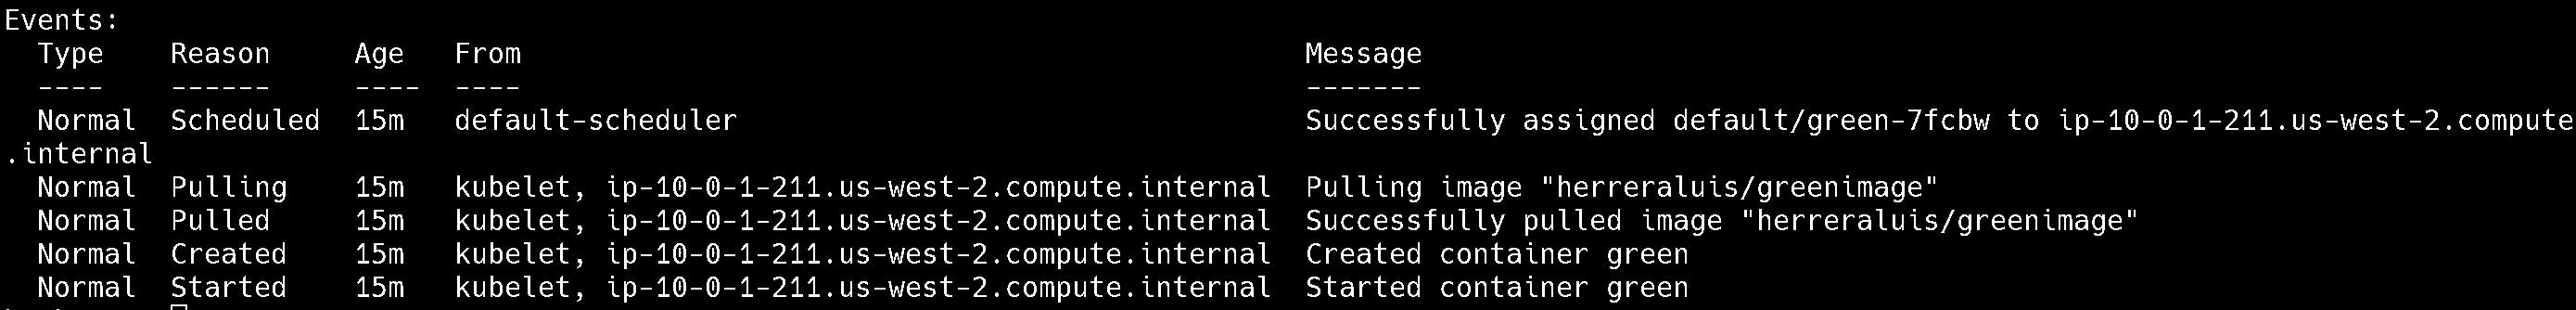 Events:
  Type    Reason     Age   From                                               Message
  ----    ------     ----  ----                                               -------
  Normal  Scheduled  15m   default-scheduler                                  Successfully assigned default/green-7fcbw to ip-10-0-1-211.us-west-2.compute
.internal
  Normal  Pulling    15m   kubelet, ip-10-0-1-211.us-west-2.compute.internal  Pulling image "herreraluis/greenimage"
  Normal  Pulled     15m   kubelet, ip-10-0-1-211.us-west-2.compute.internal  Successfully pulled image "herreraluis/greenimage"
  Normal  Created    15m   kubelet, ip-10-0-1-211.us-west-2.compute.internal  Created container green
  Normal  Started    15m   kubelet, ip-10-0-1-211.us-west-2.compute.internal  Started container green